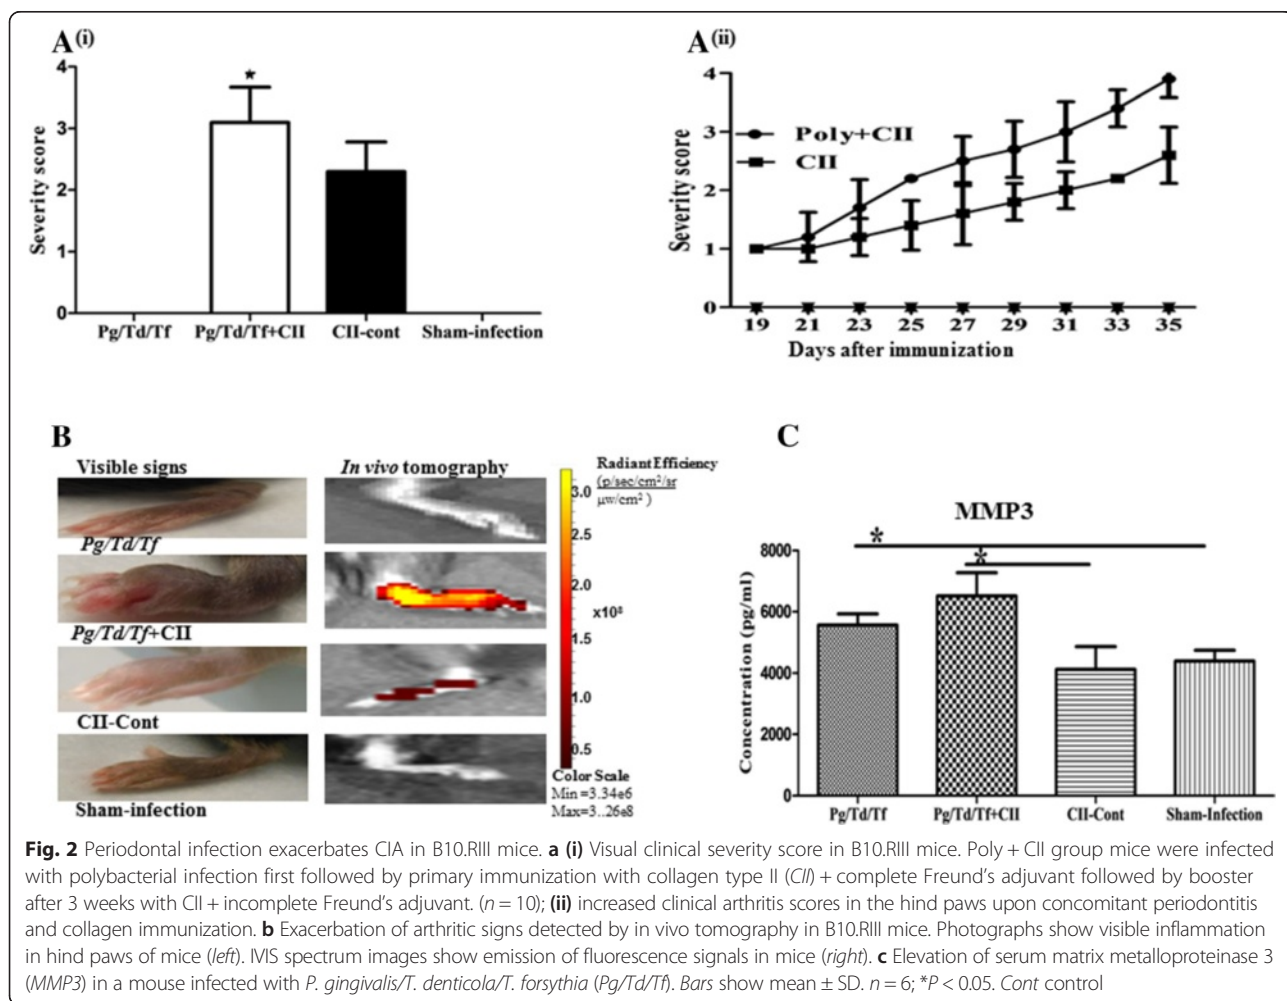 A(i)
4
3
2
1
0
Severity score
*
Pg/Td/Tf
Pg/Td/Tf+CII
CII-cont
Sham-infection
A(ii)
4
3
2
1
0
Severity score
Poly+CII
CII
19 21 23 25 27 29 31 33 35
Days after immunization
B
Visible signs
In vivo tomography
Pg/Td/Tf
Pg/Td/Tf+CII
CII-Cont
Sham-infection
Radiant Efficiency
(p/sec/cm²/sr
µw/cm² )
3.0
2.5
2.0
x10⁸
1.5
1.0
0.5
Color Scale
Min =3.34e6
Max=3..26e8
C
MMP3
8000
6000
4000
2000
0
Concentration (pg/ml)
*
*
Pg/Td/Tf
Pg/Td/Tf+CII
CII-Cont
Sham-Infection
Fig. 2 Periodontal infection exacerbates CIA in B10.RIII mice. a (i) Visual clinical severity score in B10.RIII mice. Poly + CII group mice were infected
with polybacterial infection first followed by primary immunization with collagen type II (CII) + complete Freund's adjuvant followed by booster
after 3 weeks with CII + incomplete Freund's adjuvant. (n = 10); (ii) increased clinical arthritis scores in the hind paws upon concomitant periodontitis
and collagen immunization. b Exacerbation of arthritic signs detected by in vivo tomography in B10.RIII mice. Photographs show visible inflammation
in hind paws of mice (left). IVIS spectrum images show emission of fluorescence signals in mice (right). c Elevation of serum matrix metalloproteinase 3
(MMP3) in a mouse infected with P. gingivalis/T. denticola/T. forsythia (Pg/Td/Tf). Bars show mean ± SD. n = 6; *P < 0.05. Cont control